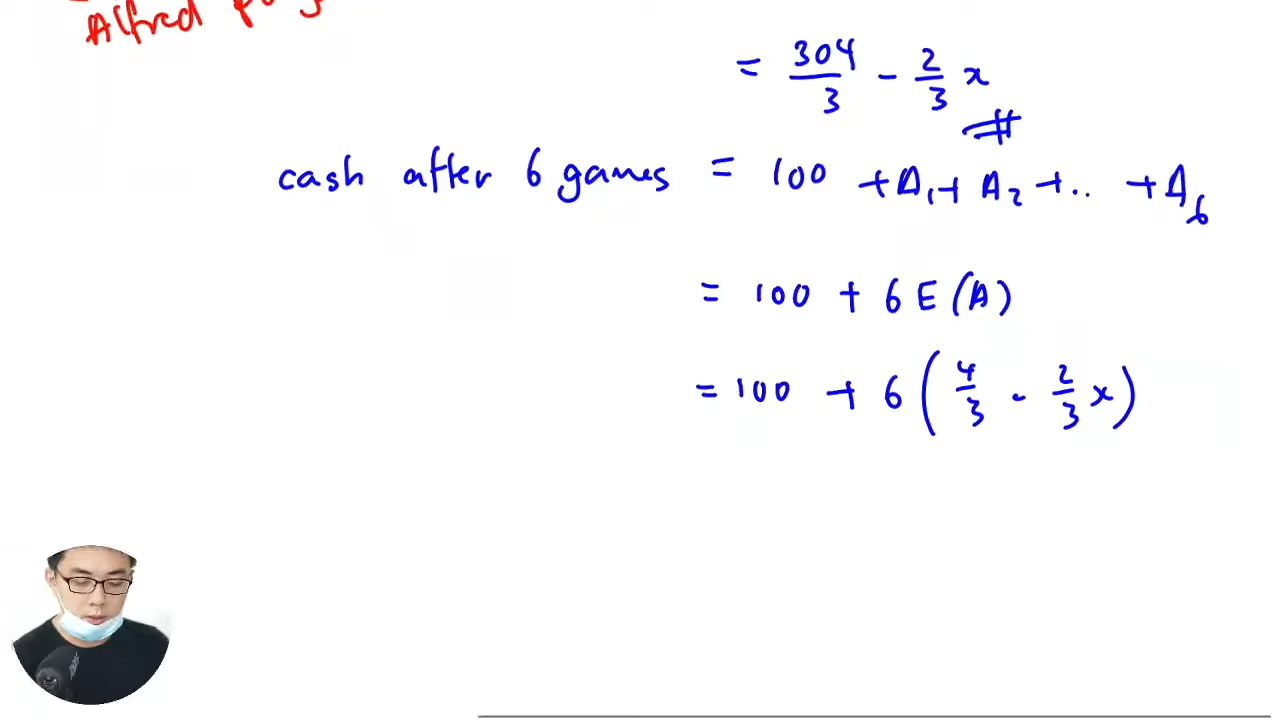 Alfred
= 304/3 - 2/3 x
cash after 6 games = 100 + A₁ + A₂ + .. + A₆
= 100 + 6 E(A)
= 100 + 6 (4/3 - 2/3 x)